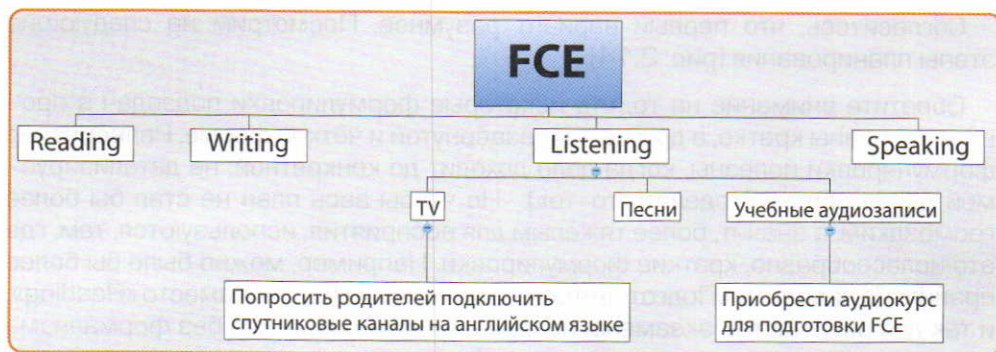 FCE
Reading
Writing
Listening
Speaking
TV
Песни
Учебные аудиозаписи
Попросить родителей подключить
спутниковые каналы на английском языке
Приобрести аудиокурс
для подготовки FCE